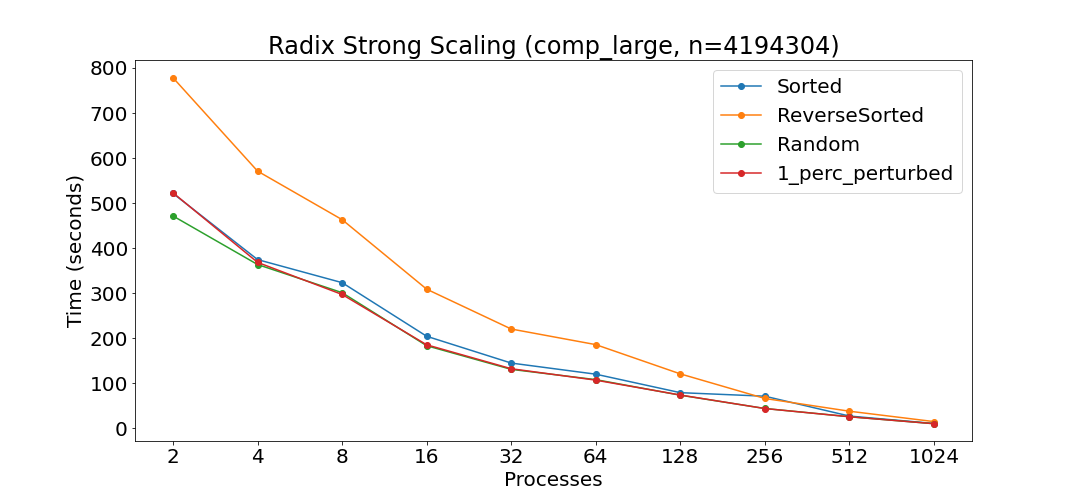 Radix Strong Scaling (comp_large, n=4194304)
Sorted
ReverseSorted
Random
1_perc_perturbed
Time (seconds)
800
700
600
500
400
300
200
100
0
2 4 8 16 32 64 128 256 512 1024
Processes